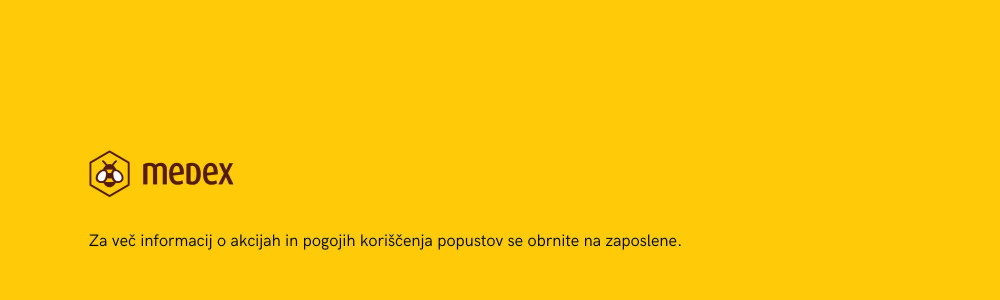 medex
Za več informacij o akcijah in pogojih koriščenja popustov se obrnite na zaposlene.